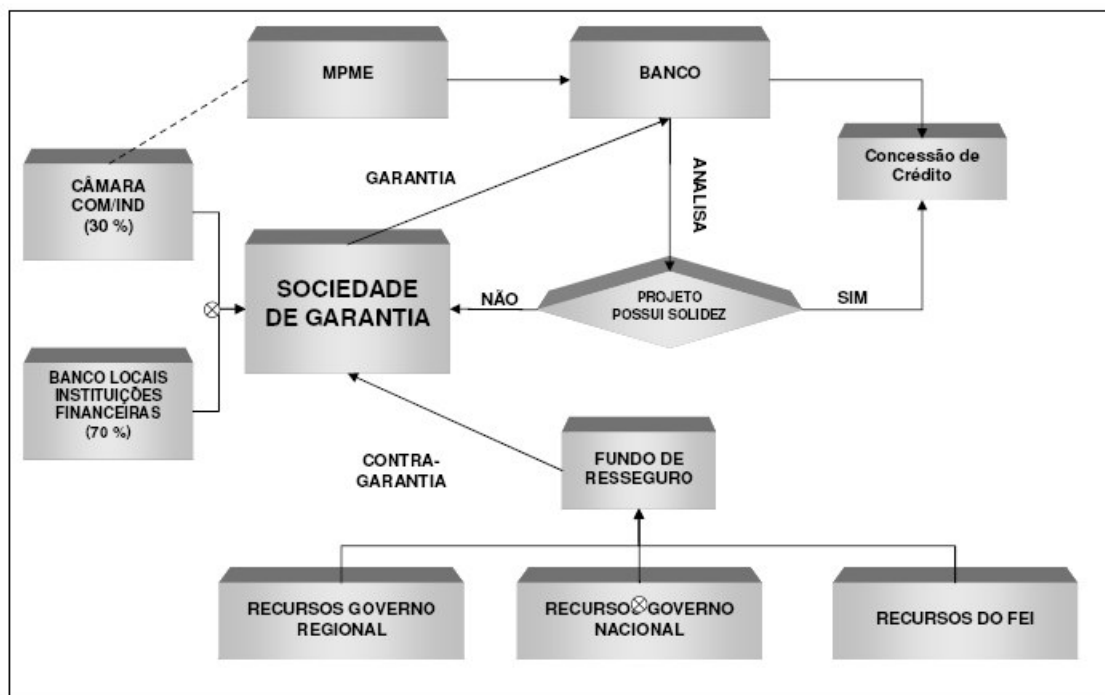 MPME
BANCO
CÂMARA
COM/IND
(30 %)
GARANTIA
ANALISA
Concessão de
Crédito
SOCIEDADE
DE GARANTIA
NÃO
PROJETO
POSSUI SOLIDEZ
SIM
BANCO LOCAIS
INSTITUIÇÕES
FINANCEIRAS
(70 %)
CONTRA-
GARANTIA
FUNDO DE
RESSEGURO
RECURSOS GOVERNO
REGIONAL
RECURSO GOVERNO
NACIONAL
RECURSOS DO FEI